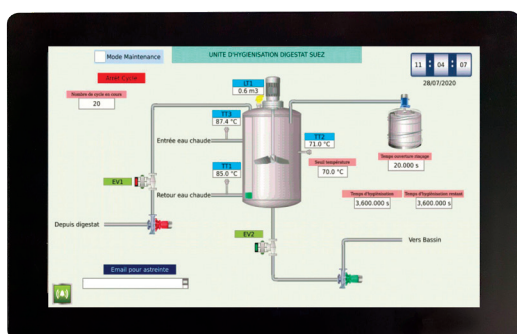 Mode Maintenance
UNITE D'HYGIENISATION DIGESTAT SUEZ
11 : 04 : 07
28/07/2020
Arret Cycle
Nombre de cycle en cours
20
LT1
0.6 m3
TT3
87.4 °C
Entrée eau chaude
TT2
71.0 °C
Seuil température
70.0 °C
Temps ouverture rinçage
20.000 s
TT1
85.0 °C
Retour eau chaude
EV1
Temps d'hygiénisation
3,600.000 s
Temps d'hygiénisation restant
3,600.000 s
Depuis digestat
EV2
Vers Bassin
Email pour astreinte